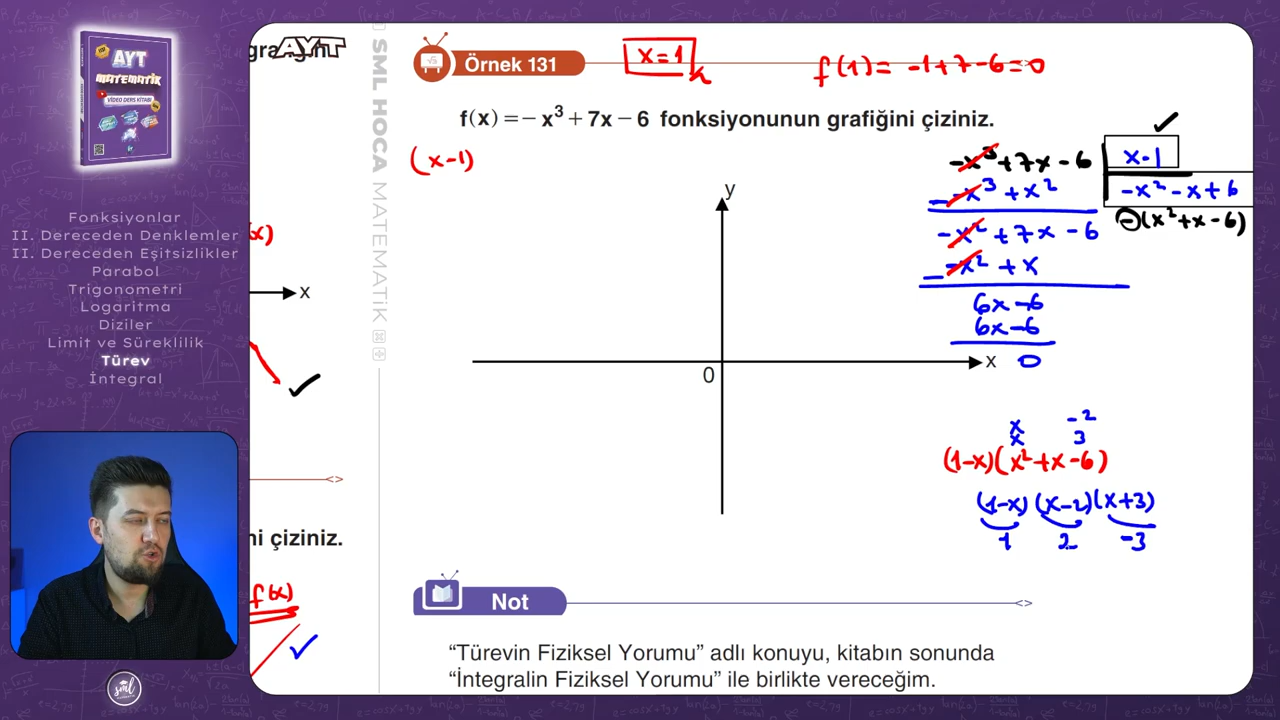 AYT
MATEMATİK
VİDEO DERS KİTABI
Fonksiyonlar
II. Dereceden Denklemler
II. Dereceden Eşitsizlikler
Parabol
Trigonometri
Logaritma
Diziler
Limit ve Süreklilik
Türev
İntegral
sml
AYT
x
ni çiziniz.
f(x)
SML HOCA MATEMATİK
Örnek 131
x=1
f(1) = -1+7-6=0
f(x) = - x³ + 7x - 6 fonksiyonunun grafiğini çiziniz.
(x-1)
y
x
0
-x³+7x-6
x-1
-x³+x²
-x²-x+6
-(x²+x-6)
-x²+7x-6
-x²+x
6x-6
6x-6
0
x -2
x 3
(1-x)(x²+x-6)
(1-x)(x-2)(x+3)
1 2 -3
Not
“Türevin Fiziksel Yorumu” adlı konuyu, kitabın sonunda
“İntegralin Fiziksel Yorumu” ile birlikte vereceğim.